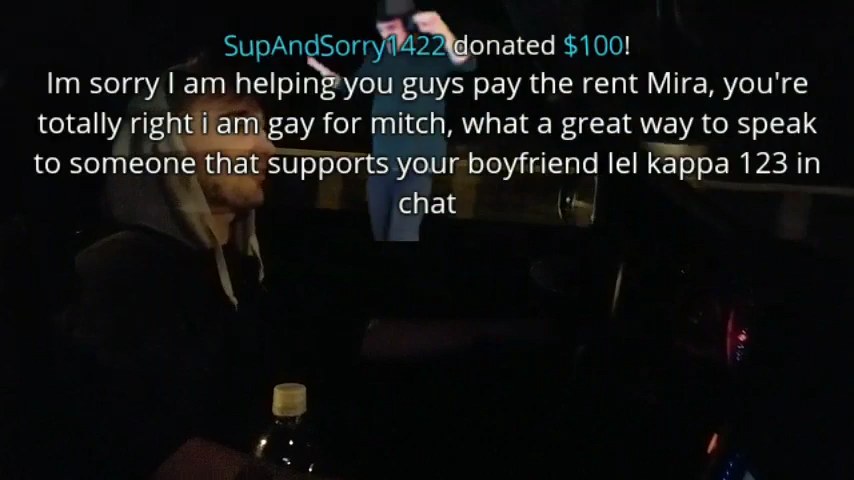 SupAndSorry1422 donated $100!
Im sorry I am helping you guys pay the rent Mira, you're
totally right i am gay for mitch, what a great way to speak
to someone that supports your boyfriend lel kappa 123 in
chat